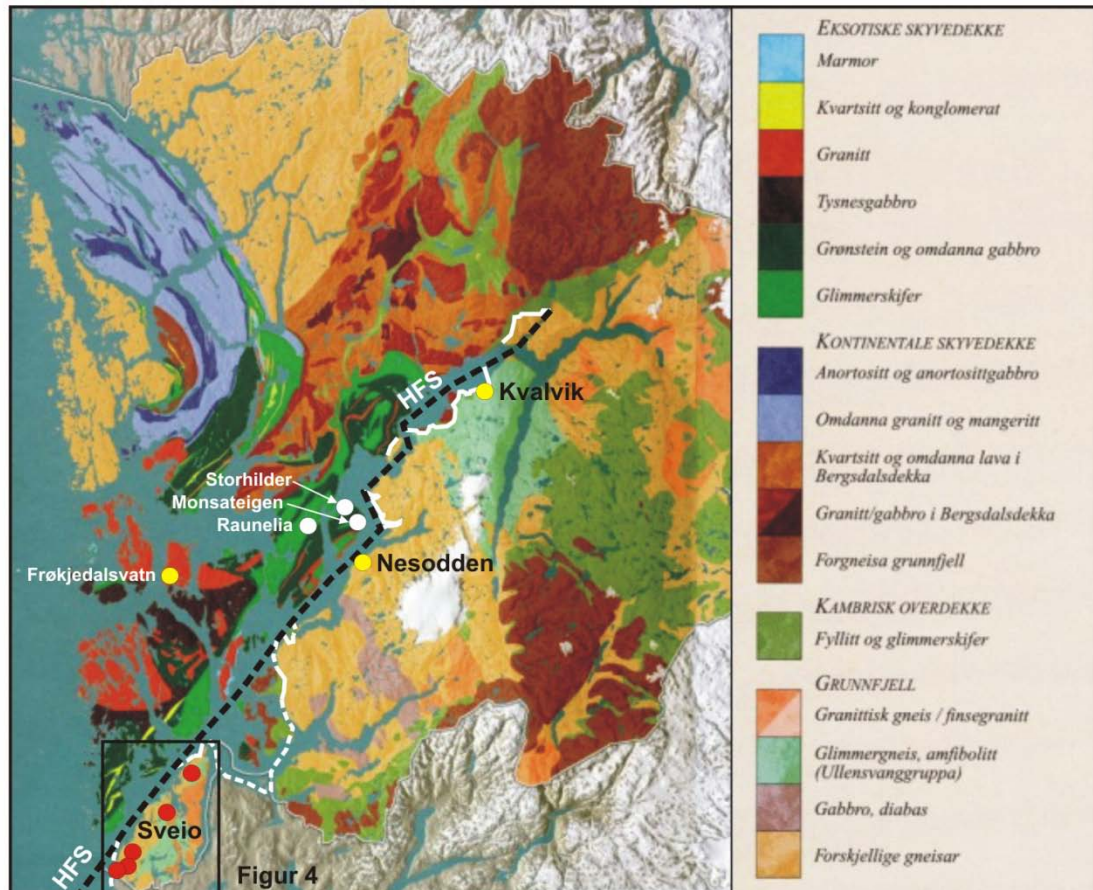 HFS
Kvalvik
Storhilder
Monsateigen
Raunelia
Nesodden
Frøkjedalsvatn
Sveio
HFS
Figur 4
EKSOTISKE SKYVEDEKKE
Marmor
Kvartsitt og konglomerat
Granitt
Tysnesgabbro
Grønstein og omdanna gabbro
Glimmerskifer
KONTINENTALE SKYVEDEKKE
Anortositt og anortosittgabbro
Omdanna granitt og mangeritt
Kvartsitt og omdanna lava i
Bergsdalsdekka
Granitt/gabbro i Bergsdalsdekka
Forgneisa grunnfjell
KAMBRISK OVERDEKKE
Fyllitt og glimmerskifer
GRUNNFJELL
Granittisk gneis / finsegranitt
Glimmergneis, amfibolitt
(Ullensvanggruppa)
Gabbro, diabas
Forskjellige gneisar